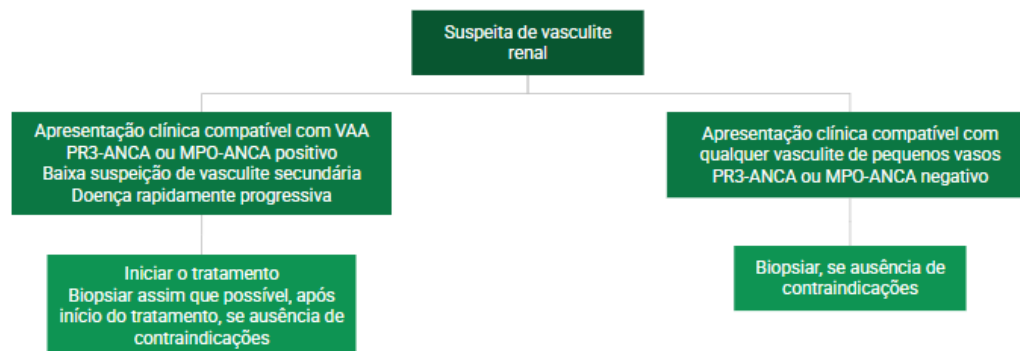 Suspeita de vasculite
renal
Apresentação clínica compatível com VAA
PR3-ANCA ou MPO-ANCA positivo
Baixa suspeição de vasculite secundária
Doença rapidamente progressiva
Apresentação clínica compatível com
qualquer vasculite de pequenos vasos
PR3-ANCA ou MPO-ANCA negativo
Iniciar o tratamento
Biopsiar assim que possível, após
início do tratamento, se ausência de
contraindicações
Biopsiar, se ausência de
contraindicações